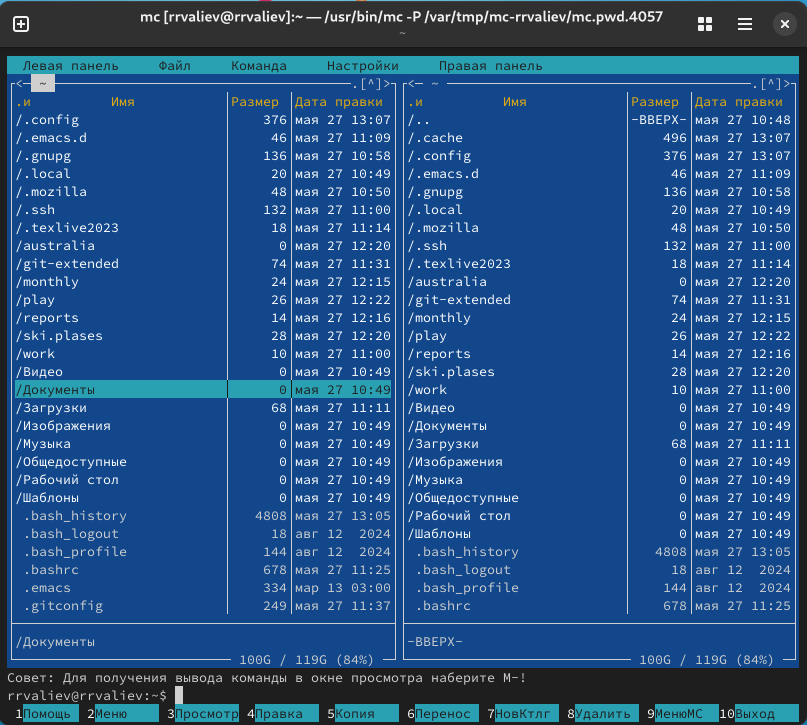 mc [rrvaliev@rrvaliev]:~ — /usr/bin/mc -P /var/tmp/mc-rrvaliev/mc.pwd.4057
~
Левая панель Файл Команда Настройки Правая панель
<─ ~ .[^]>
.и Имя Размер Дата правки
/.config 376 мая 27 13:07
/.emacs.d 46 мая 27 11:09
/.gnupg 136 мая 27 10:58
/.local 20 мая 27 10:49
/.mozilla 48 мая 27 10:50
/.ssh 132 мая 27 11:00
/.texlive2023 18 мая 27 11:14
/australia 0 мая 27 12:20
/git-extended 74 мая 27 11:31
/monthly 24 мая 27 12:15
/play 26 мая 27 12:22
/reports 14 мая 27 12:16
/ski.plases 28 мая 27 12:20
/work 10 мая 27 11:00
/Видео 0 мая 27 10:49
/Документы 0 мая 27 10:49
/Загрузки 68 мая 27 11:11
/Изображения 0 мая 27 10:49
/Музыка 0 мая 27 10:49
/Общедоступные 0 мая 27 10:49
/Рабочий стол 0 мая 27 10:49
/Шаблоны 0 мая 27 10:49
.bash_history 4808 мая 27 13:05
.bash_logout 18 авг 12 2024
.bash_profile 144 авг 12 2024
.bashrc 678 мая 27 11:25
.emacs 334 мар 13 03:00
.gitconfig 249 мая 27 11:37
/Документы
100G / 119G (84%)
<─ ~ .[^]>
.и Имя Размер Дата правки
/.. -ВВЕРХ- мая 27 10:48
/.cache 496 мая 27 13:07
/.config 376 мая 27 13:07
/.emacs.d 46 мая 27 11:09
/.gnupg 136 мая 27 10:58
/.local 20 мая 27 10:49
/.mozilla 48 мая 27 10:50
/.ssh 132 мая 27 11:00
/.texlive2023 18 мая 27 11:14
/australia 0 мая 27 12:20
/git-extended 74 мая 27 11:31
/monthly 24 мая 27 12:15
/play 26 мая 27 12:22
/reports 14 мая 27 12:16
/ski.plases 28 мая 27 12:20
/work 10 мая 27 11:00
/Видео 0 мая 27 10:49
/Документы 0 мая 27 10:49
/Загрузки 68 мая 27 11:11
/Изображения 0 мая 27 10:49
/Музыка 0 мая 27 10:49
/Общедоступные 0 мая 27 10:49
/Рабочий стол 0 мая 27 10:49
/Шаблоны 0 мая 27 10:49
.bash_history 4808 мая 27 13:05
.bash_logout 18 авг 12 2024
.bash_profile 144 авг 12 2024
.bashrc 678 мая 27 11:25
-ВВЕРХ-
100G / 119G (84%)
Совет: Для получения вывода команды в окне просмотра наберите M-!
rrvaliev@rrvaliev:~$
1Помощь 2Меню 3Просмотр 4Правка 5Копия 6Перенос 7НовКтлг 8Удалить 9МенюMC 10Выход